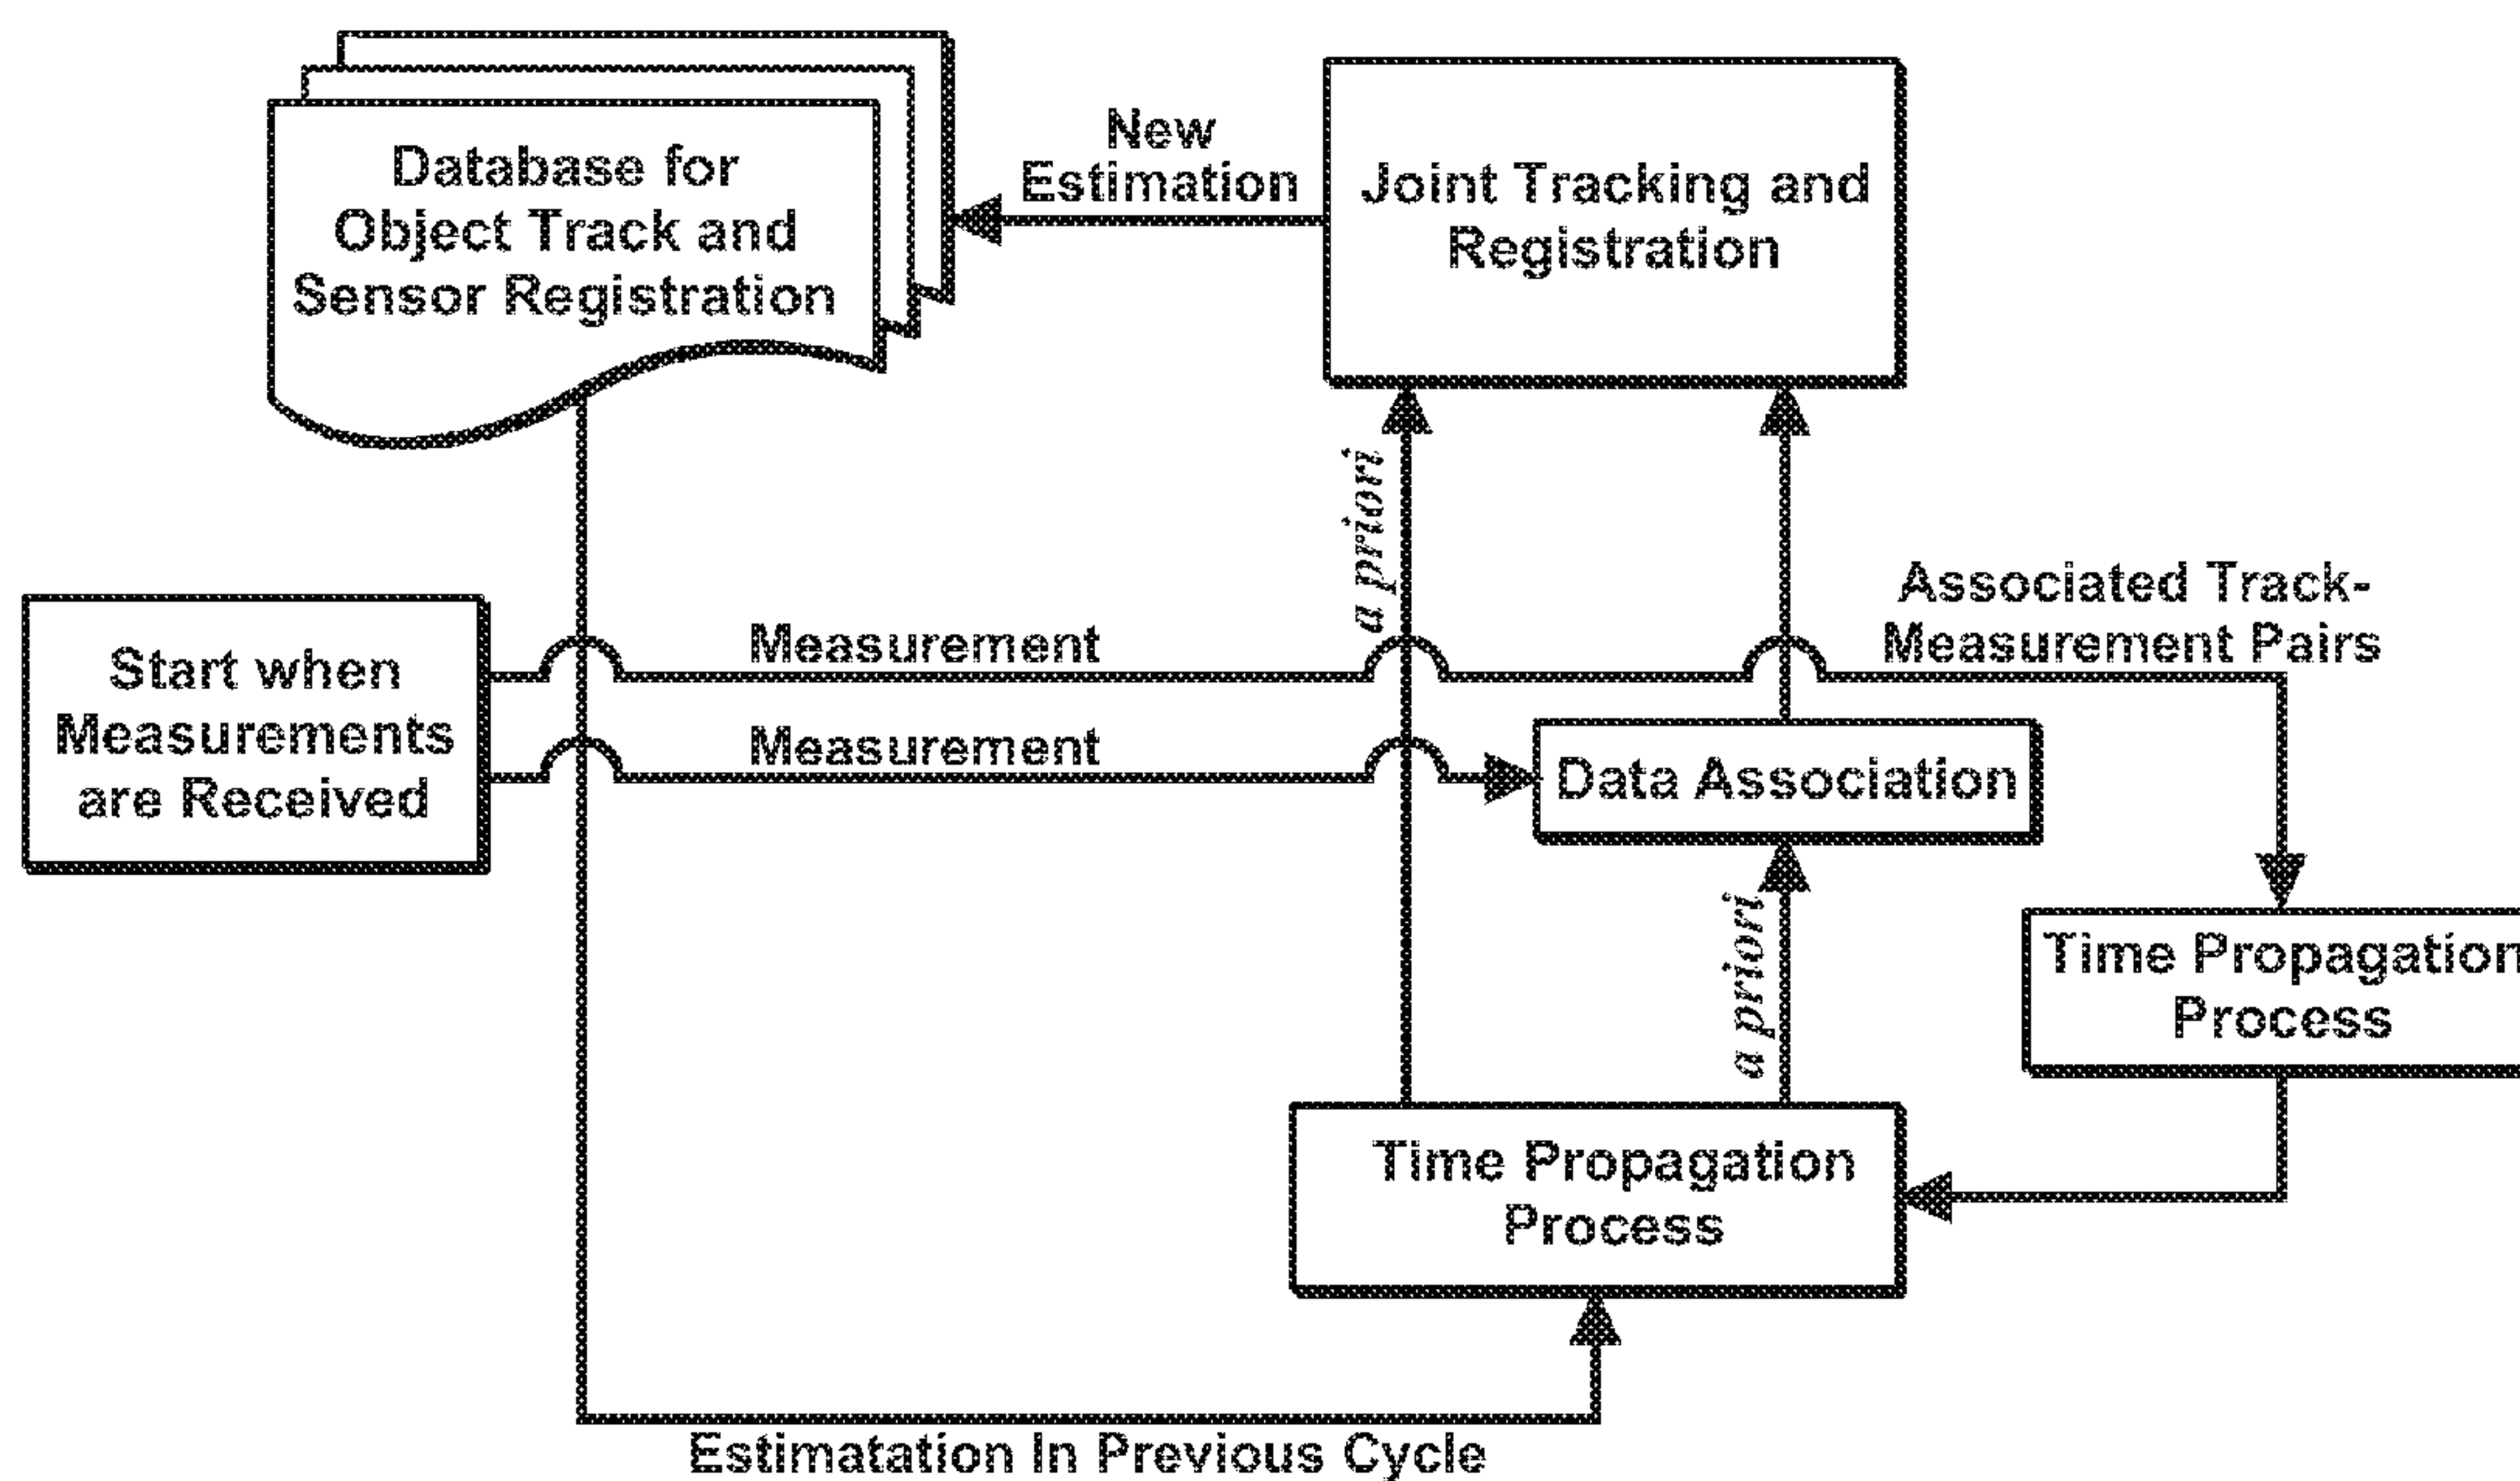 Database for
Object Track and
Sensor Registration
New
Estimation
Joint Tracking and
Registration
a priori
Associated Track-
Measurement Pairs
Start when
Measurements
are Received
Measurement
Measurement
Data Association
a priori
Time Propagation
Process
Time Propagation
Process
Estimatation In Previous Cycle